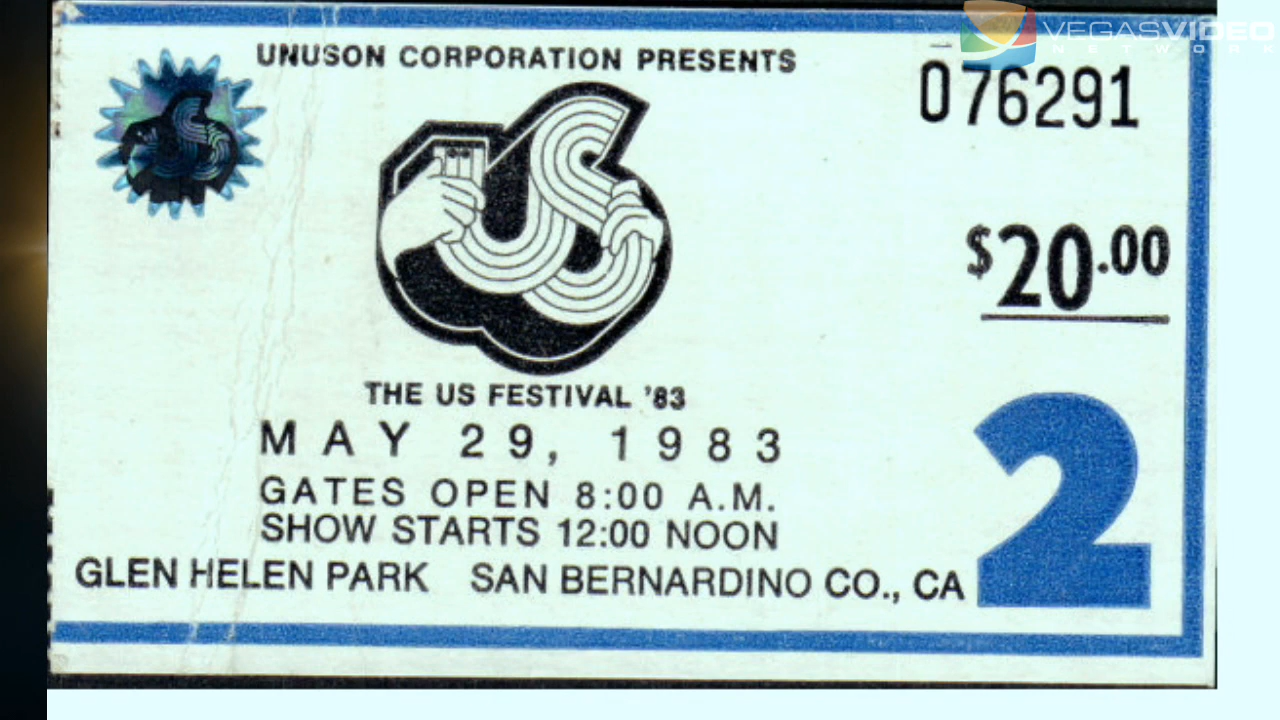 VEGASVIDEO
NETWORK
UNUSON CORPORATION PRESENTS
076291
US
$20.00
THE US FESTIVAL '83
MAY 29, 1983
GATES OPEN 8:00 A.M.
SHOW STARTS 12:00 NOON
GLEN HELEN PARK SAN BERNARDINO CO., CA
2